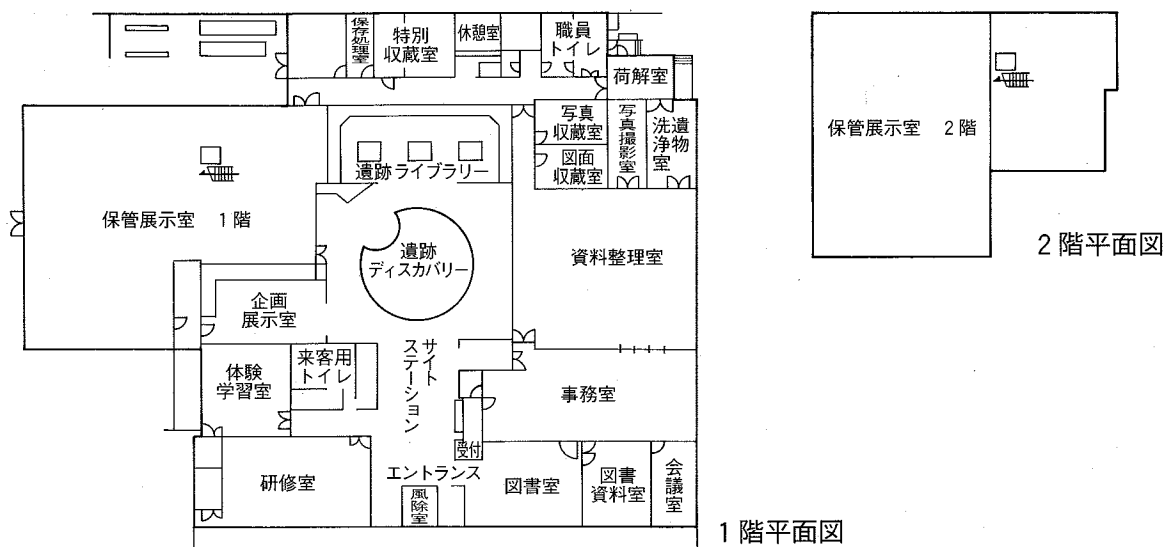 保存処理室
特別
収蔵室
休憩室
職員
トイレ
荷解室
写真
収蔵室
写真撮影室
遺物
洗浄室
図面
収蔵室
遺跡ライブラリー
保管展示室 1階
遺跡
ディスカバリー
資料整理室
企画
展示室
サイト
ステーション
体験
学習室
来客用
トイレ
事務室
受付
エントランス
研修室
風除室
図書室
図書
資料室
会議室
1階平面図
保管展示室 2階
2階平面図